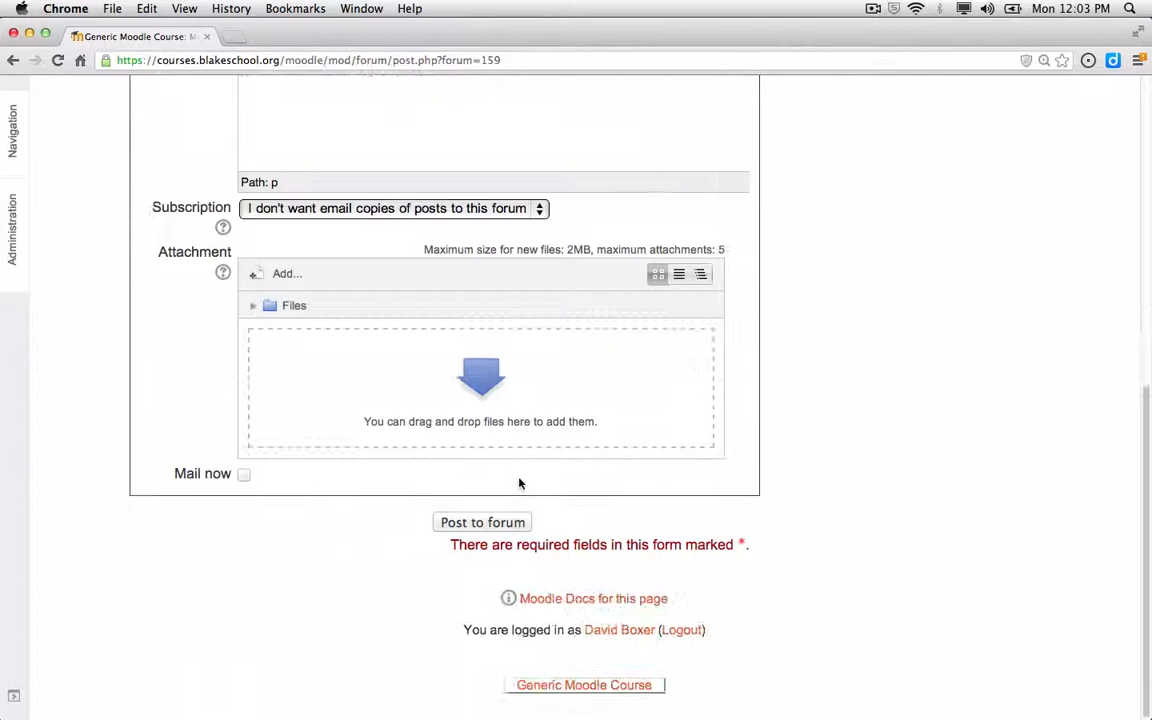 Chrome File Edit View History Bookmarks Window Help Mon 12:03 PM
Generic Moodle Course: M
https://courses.blakeschool.org/moodle/mod/forum/post.php?forum=159
Navigation
Administration
Path: p
Subscription I don't want email copies of posts to this forum
Attachment Maximum size for new files: 2MB, maximum attachments: 5
Add...
Files
You can drag and drop files here to add them.
Mail now
Post to forum
There are required fields in this form marked *.
Moodle Docs for this page
You are logged in as David Boxer (Logout)
Generic Moodle Course